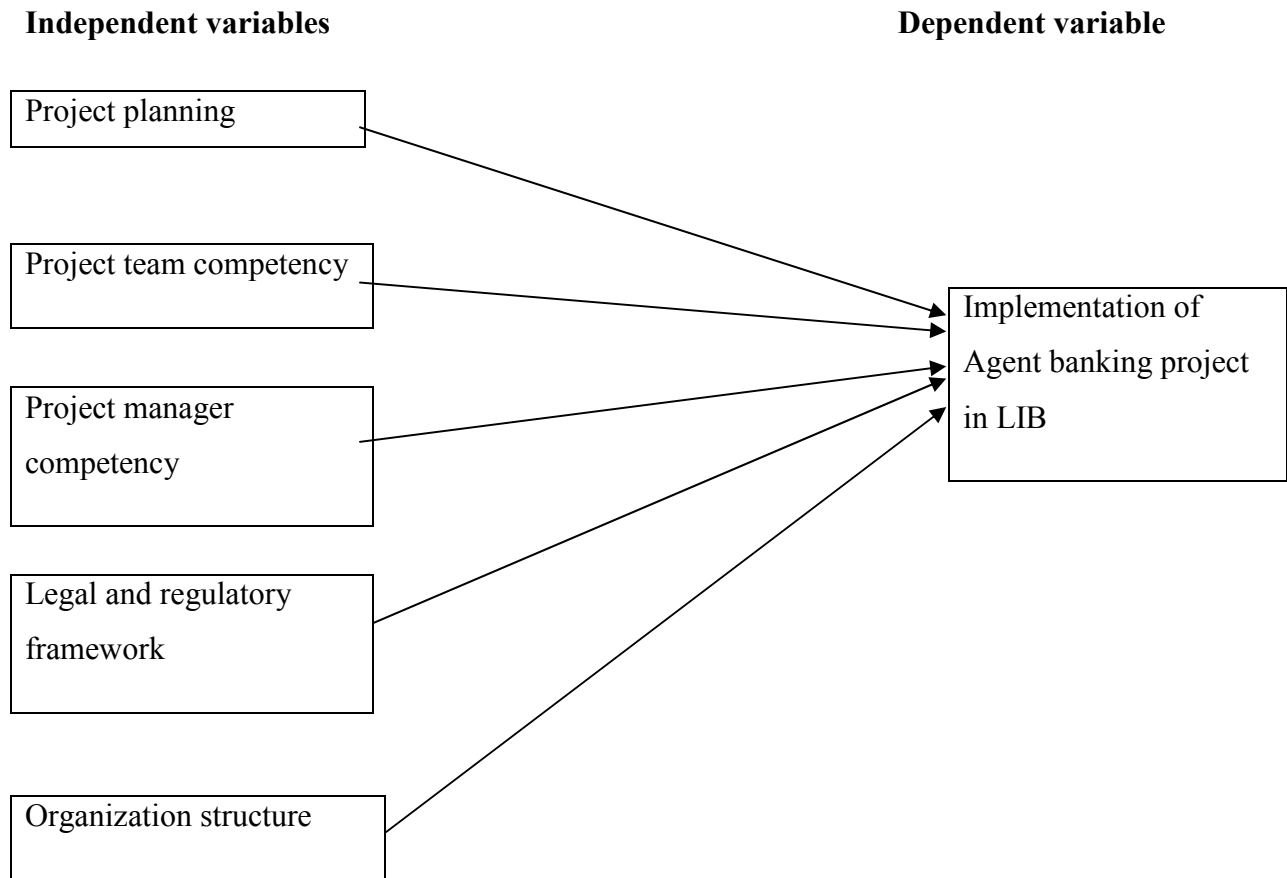 Independent variables
Dependent variable
Project planning
Project team competency
Project manager
competency
Legal and regulatory
framework
Organization structure
Implementation of
Agent banking project
in LIB